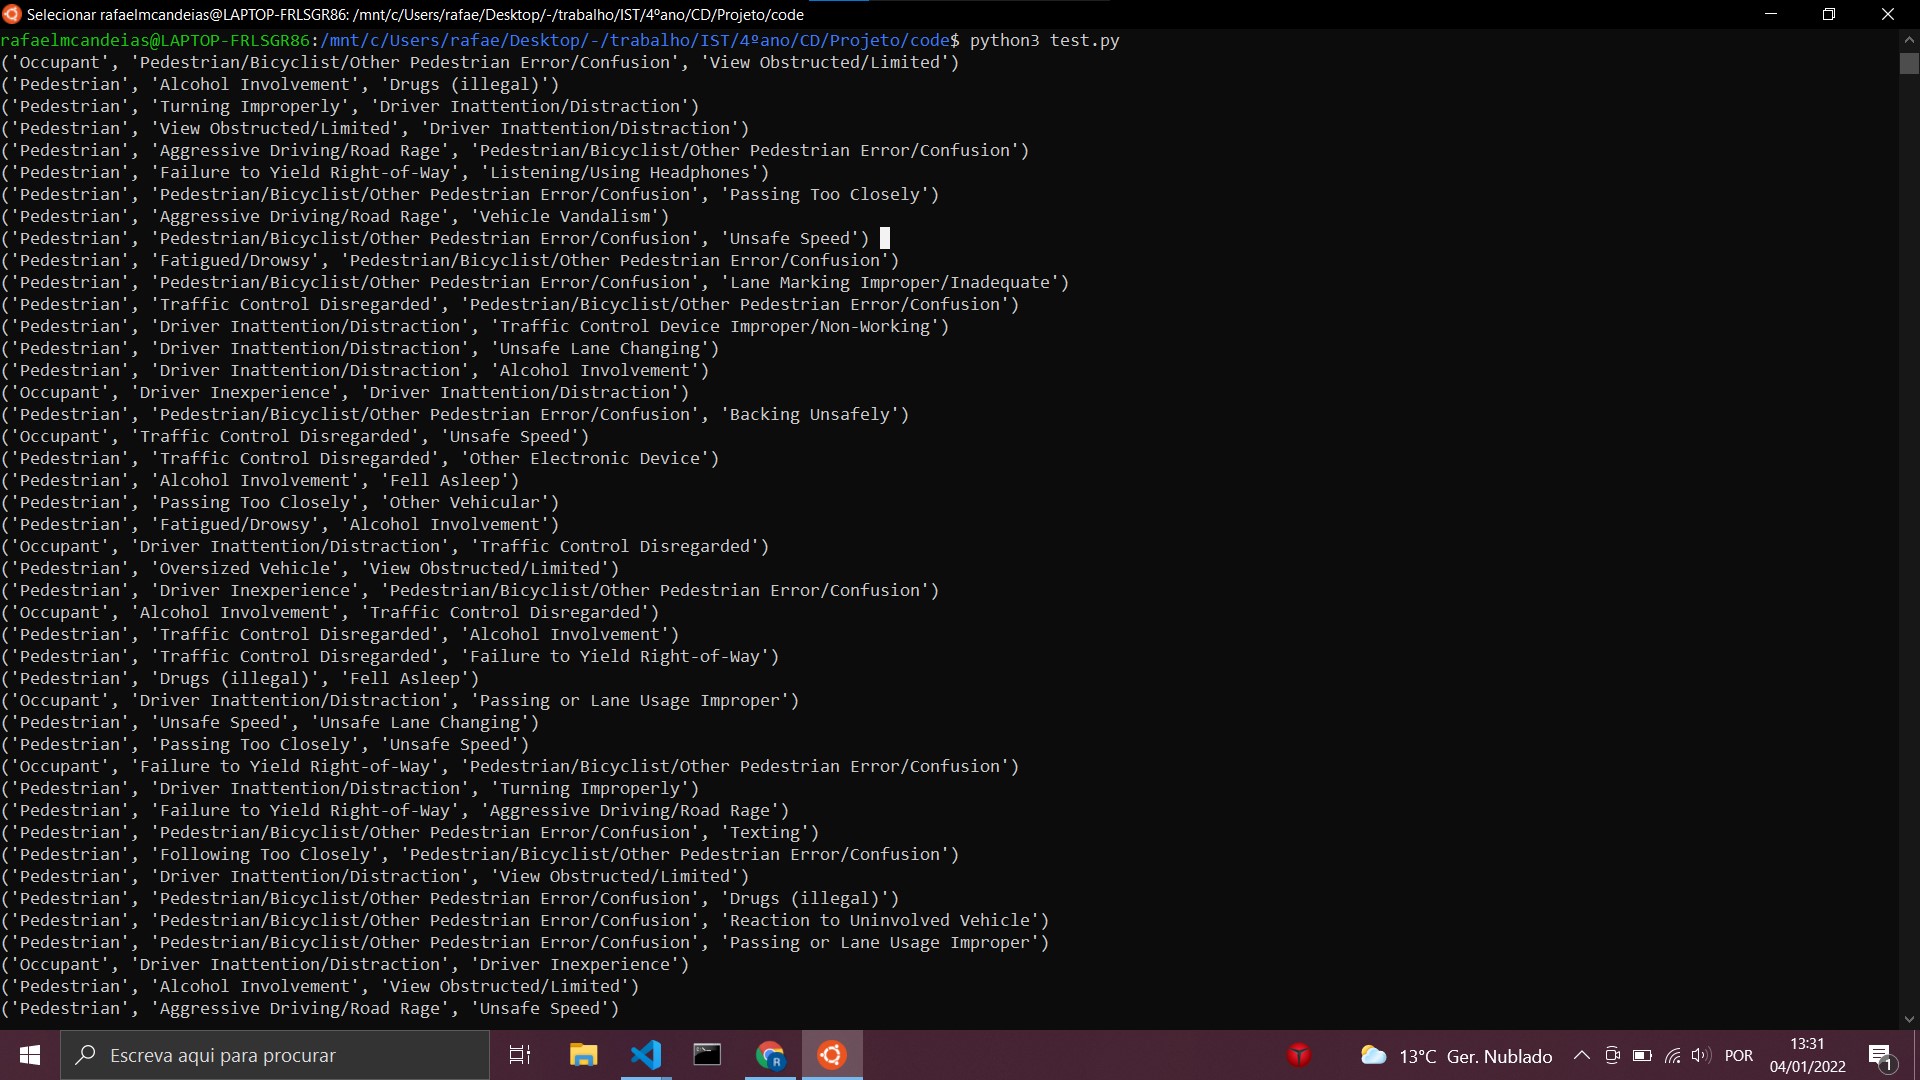 Selecionar rafaelmcandeias@LAPTOP-FRLSGR86: /mnt/c/Users/rafae/Desktop/-/trabalho/IST/4ºano/CD/Projeto/code
rafaelmcandeias@LAPTOP-FRLSGR86:/mnt/c/Users/rafae/Desktop/-/trabalho/IST/4ºano/CD/Projeto/code$ python3 test.py
('Occupant', 'Pedestrian/Bicyclist/Other Pedestrian Error/Confusion', 'View Obstructed/Limited')
('Pedestrian', 'Alcohol Involvement', 'Drugs (illegal)')
('Pedestrian', 'Turning Improperly', 'Driver Inattention/Distraction')
('Pedestrian', 'View Obstructed/Limited', 'Driver Inattention/Distraction')
('Pedestrian', 'Aggressive Driving/Road Rage', 'Pedestrian/Bicyclist/Other Pedestrian Error/Confusion')
('Pedestrian', 'Failure to Yield Right-of-Way', 'Listening/Using Headphones')
('Pedestrian', 'Pedestrian/Bicyclist/Other Pedestrian Error/Confusion', 'Passing Too Closely')
('Pedestrian', 'Aggressive Driving/Road Rage', 'Vehicle Vandalism')
('Pedestrian', 'Pedestrian/Bicyclist/Other Pedestrian Error/Confusion', 'Unsafe Speed')
('Pedestrian', 'Fatigued/Drowsy', 'Pedestrian/Bicyclist/Other Pedestrian Error/Confusion')
('Pedestrian', 'Pedestrian/Bicyclist/Other Pedestrian Error/Confusion', 'Lane Marking Improper/Inadequate')
('Pedestrian', 'Traffic Control Disregarded', 'Pedestrian/Bicyclist/Other Pedestrian Error/Confusion')
('Pedestrian', 'Driver Inattention/Distraction', 'Traffic Control Device Improper/Non-Working')
('Pedestrian', 'Driver Inattention/Distraction', 'Unsafe Lane Changing')
('Pedestrian', 'Driver Inattention/Distraction', 'Alcohol Involvement')
('Occupant', 'Driver Inexperience', 'Driver Inattention/Distraction')
('Pedestrian', 'Pedestrian/Bicyclist/Other Pedestrian Error/Confusion', 'Backing Unsafely')
('Occupant', 'Traffic Control Disregarded', 'Unsafe Speed')
('Pedestrian', 'Traffic Control Disregarded', 'Other Electronic Device')
('Pedestrian', 'Alcohol Involvement', 'Fell Asleep')
('Pedestrian', 'Passing Too Closely', 'Other Vehicular')
('Pedestrian', 'Fatigued/Drowsy', 'Alcohol Involvement')
('Occupant', 'Driver Inattention/Distraction', 'Traffic Control Disregarded')
('Pedestrian', 'Oversized Vehicle', 'View Obstructed/Limited')
('Pedestrian', 'Driver Inexperience', 'Pedestrian/Bicyclist/Other Pedestrian Error/Confusion')
('Occupant', 'Alcohol Involvement', 'Traffic Control Disregarded')
('Pedestrian', 'Traffic Control Disregarded', 'Alcohol Involvement')
('Pedestrian', 'Traffic Control Disregarded', 'Failure to Yield Right-of-Way')
('Pedestrian', 'Drugs (illegal)', 'Fell Asleep')
('Occupant', 'Driver Inattention/Distraction', 'Passing or Lane Usage Improper')
('Pedestrian', 'Unsafe Speed', 'Unsafe Lane Changing')
('Pedestrian', 'Passing Too Closely', 'Unsafe Speed')
('Occupant', 'Failure to Yield Right-of-Way', 'Pedestrian/Bicyclist/Other Pedestrian Error/Confusion')
('Pedestrian', 'Driver Inattention/Distraction', 'Turning Improperly')
('Pedestrian', 'Failure to Yield Right-of-Way', 'Aggressive Driving/Road Rage')
('Pedestrian', 'Pedestrian/Bicyclist/Other Pedestrian Error/Confusion', 'Texting')
('Pedestrian', 'Following Too Closely', 'Pedestrian/Bicyclist/Other Pedestrian Error/Confusion')
('Pedestrian', 'Driver Inattention/Distraction', 'View Obstructed/Limited')
('Pedestrian', 'Pedestrian/Bicyclist/Other Pedestrian Error/Confusion', 'Drugs (illegal)')
('Pedestrian', 'Pedestrian/Bicyclist/Other Pedestrian Error/Confusion', 'Reaction to Uninvolved Vehicle')
('Pedestrian', 'Pedestrian/Bicyclist/Other Pedestrian Error/Confusion', 'Passing or Lane Usage Improper')
('Occupant', 'Driver Inattention/Distraction', 'Driver Inexperience')
('Pedestrian', 'Alcohol Involvement', 'View Obstructed/Limited')
('Pedestrian', 'Aggressive Driving/Road Rage', 'Unsafe Speed')
Escreva aqui para procurar
R
13°C Ger. Nublado
POR
13:31
04/01/2022
1